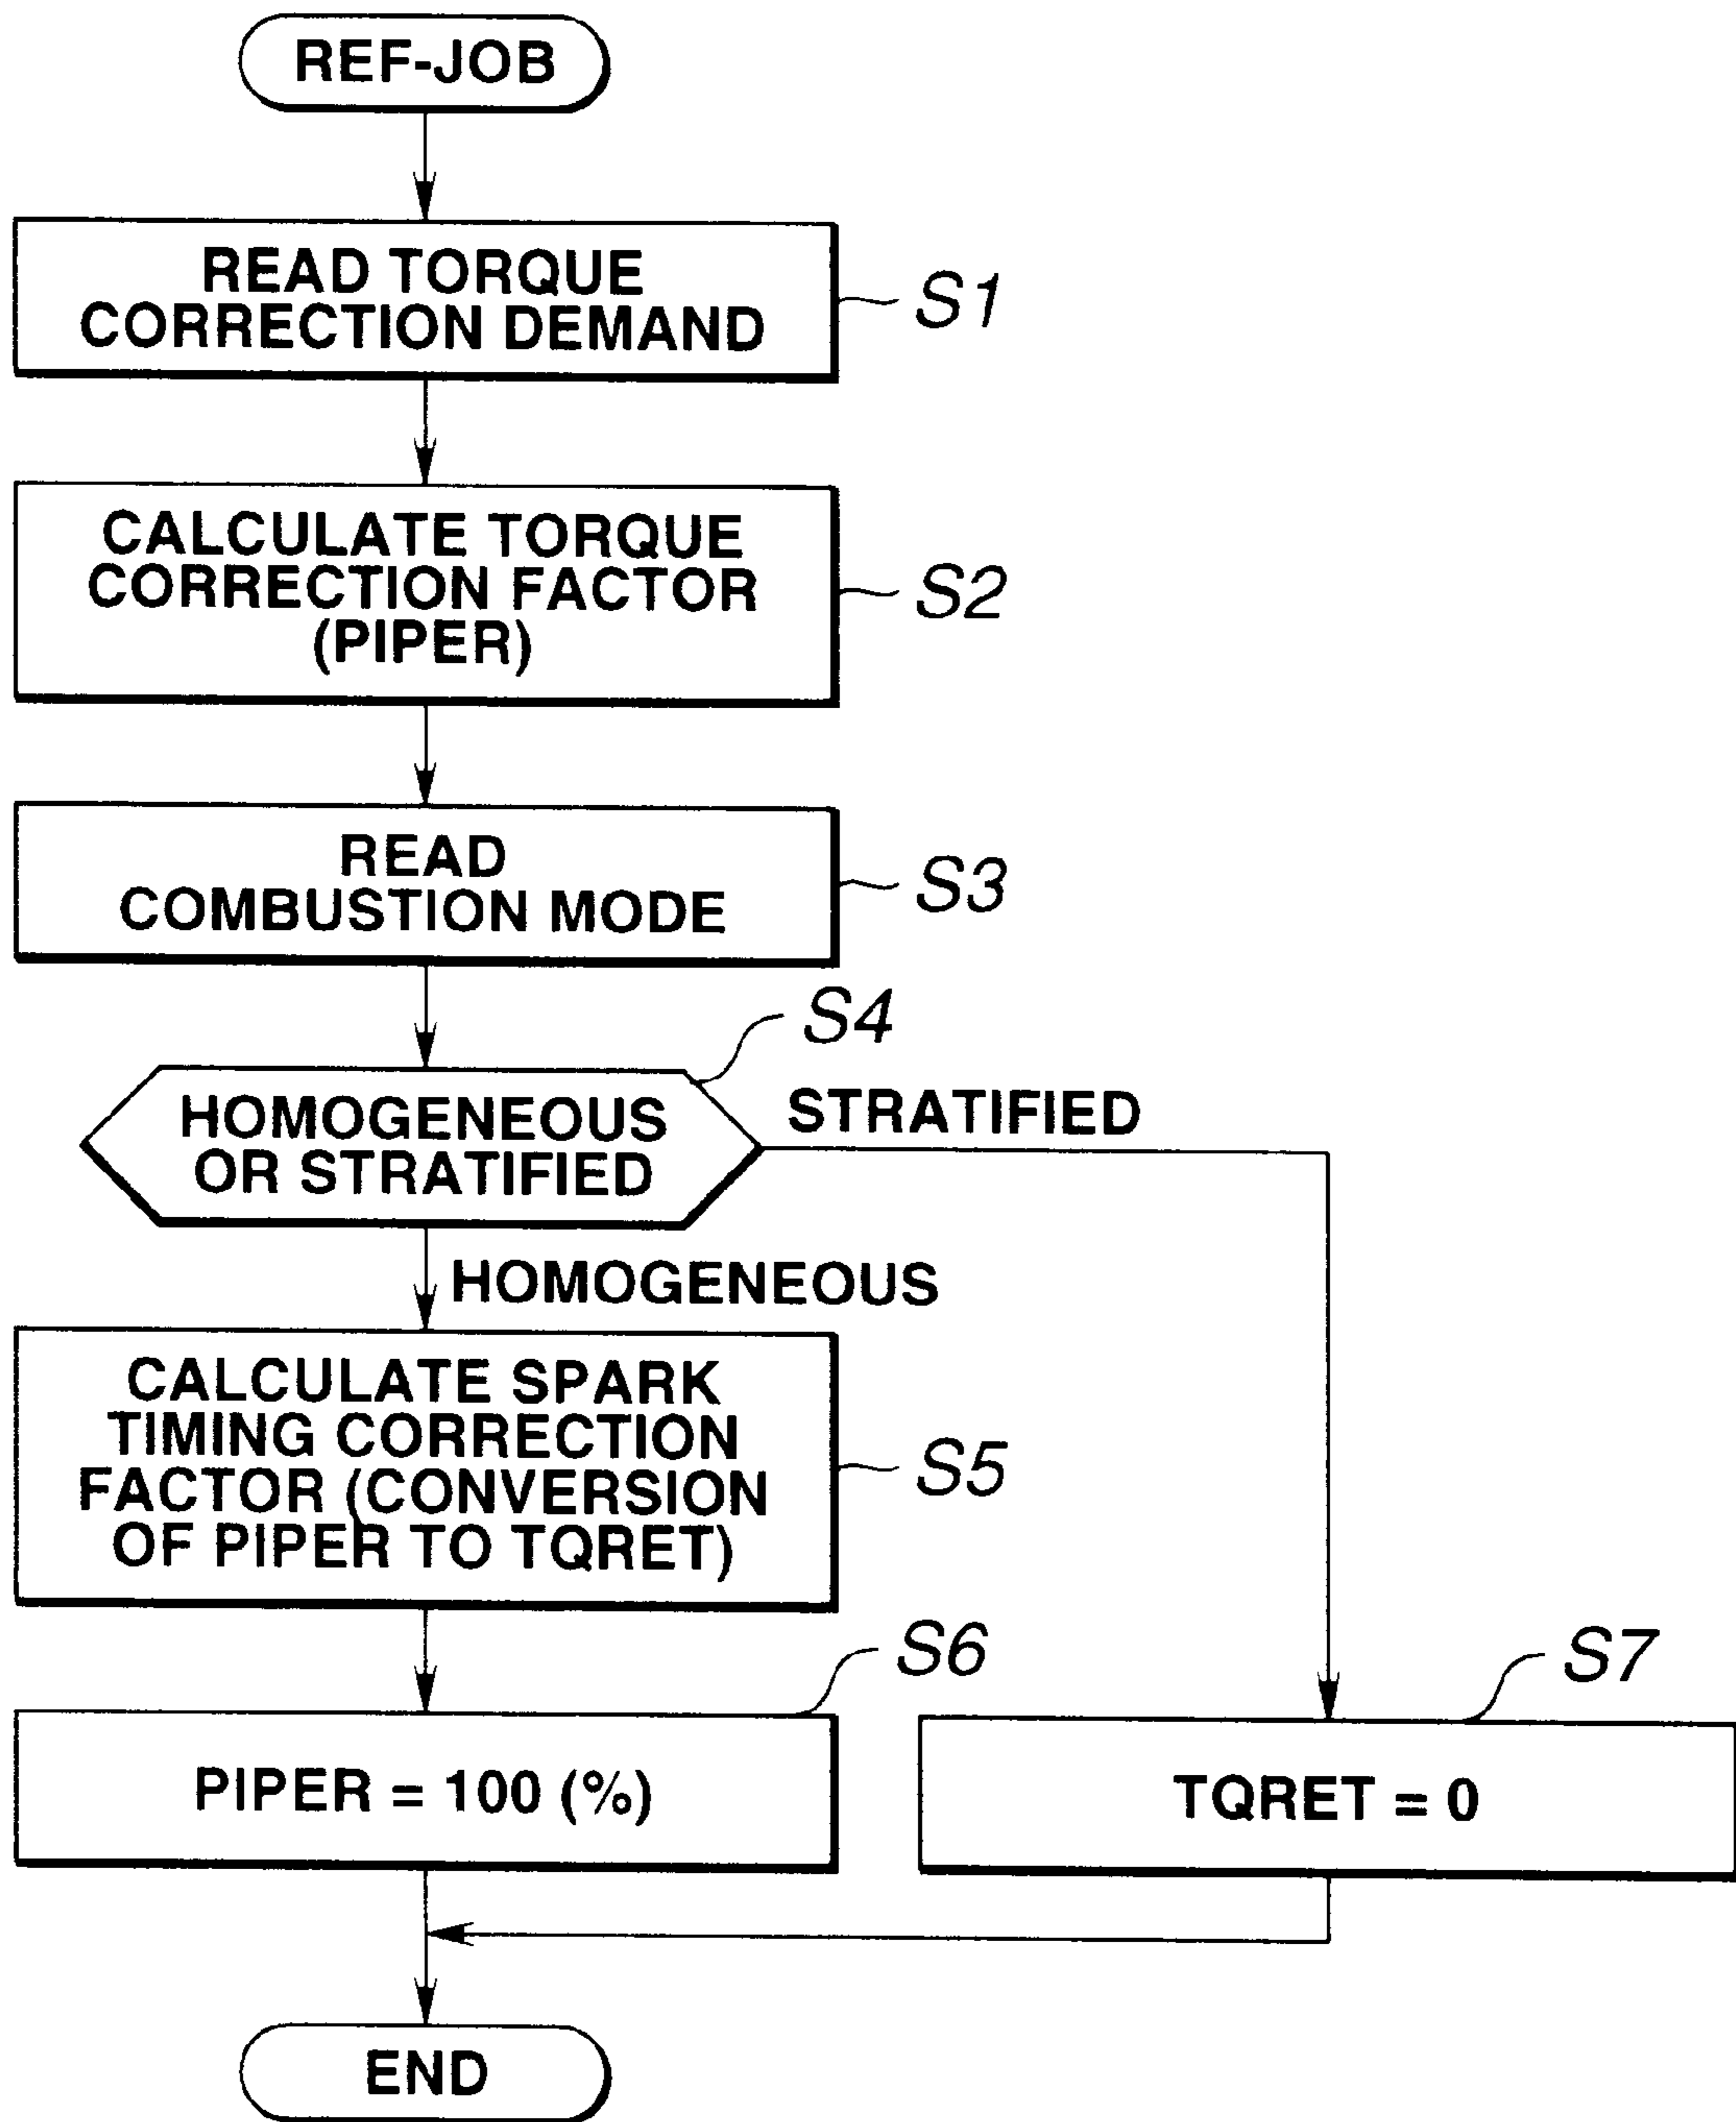 REF-JOB
READ TORQUE
CORRECTION DEMAND
S1
CALCULATE TORQUE
CORRECTION FACTOR
(PIPER)
S2
READ
COMBUSTION MODE
S3
S4
HOMOGENEOUS
OR STRATIFIED
STRATIFIED
HOMOGENEOUS
CALCULATE SPARK
TIMING CORRECTION
FACTOR (CONVERSION
OF PIPER TO TQRET)
S5
S6
PIPER = 100 (%)
S7
TQRET = 0
END